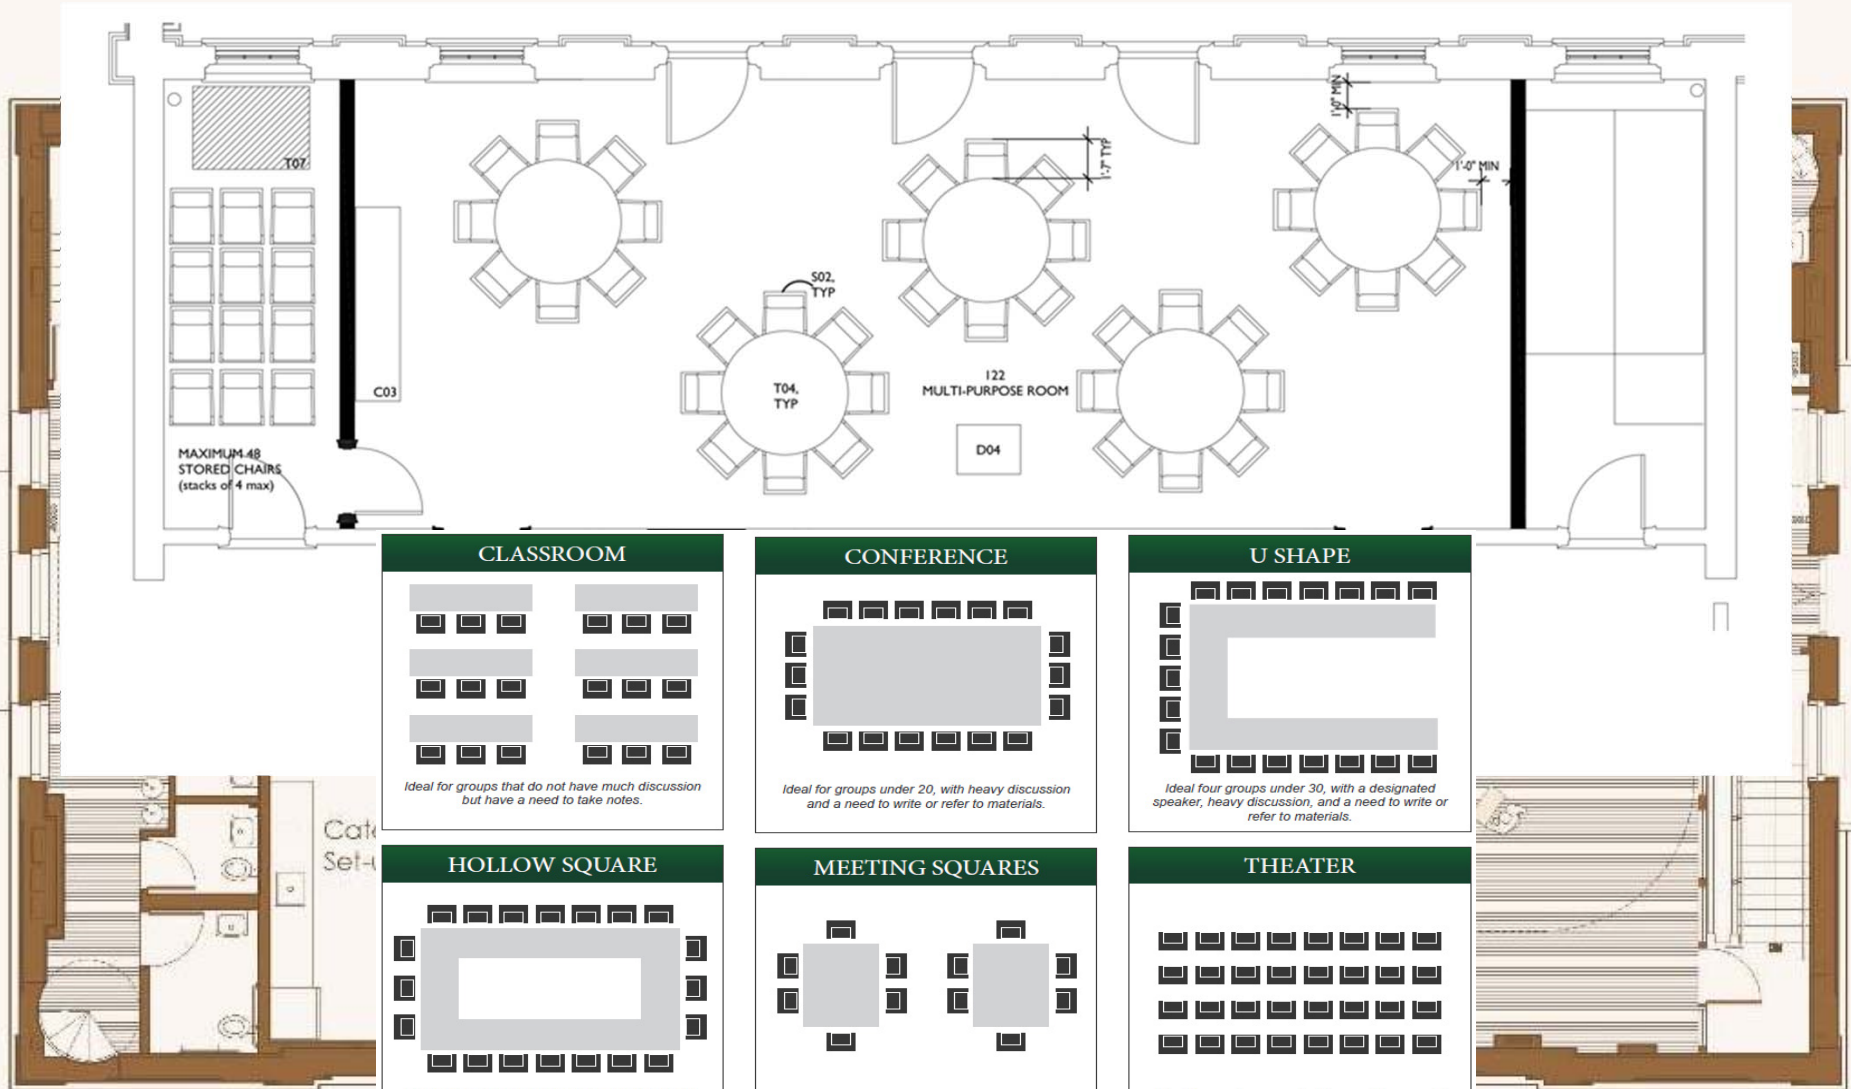 T07
1'-0" MIN
1'-7" TYP
1'-0" MIN
S02,
TYP
C03
T04,
TYP
122
MULTI-PURPOSE ROOM
D04
MAXIMUM 48
STORED CHAIRS
(stacks of 4 max)
CLASSROOM
Ideal for groups that do not have much discussion
but have a need to take notes.
CONFERENCE
Ideal for groups under 20, with heavy discussion
and a need to write or refer to materials.
U SHAPE
Ideal four groups under 30, with a designated
speaker, heavy discussion, and a need to write or
refer to materials.
HOLLOW SQUARE
MEETING SQUARES
THEATER